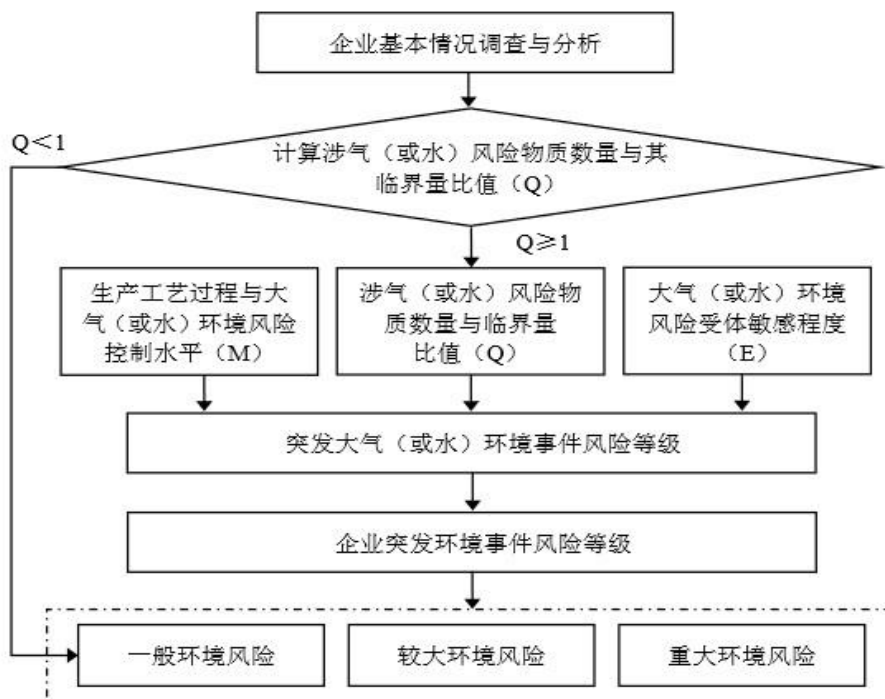 企业基本情况调查与分析
Q＜1
计算涉气（或水）风险物质数量与其
临界量比值（Q）
Q≥1
生产工艺过程与大
气（或水）环境风险
控制水平（M）
涉气（或水）风险物
质数量与临界量
比值（Q）
大气（或水）环境
风险受体敏感程度
（E）
突发大气（或水）环境事件风险等级
企业突发环境事件风险等级
一般环境风险
较大环境风险
重大环境风险